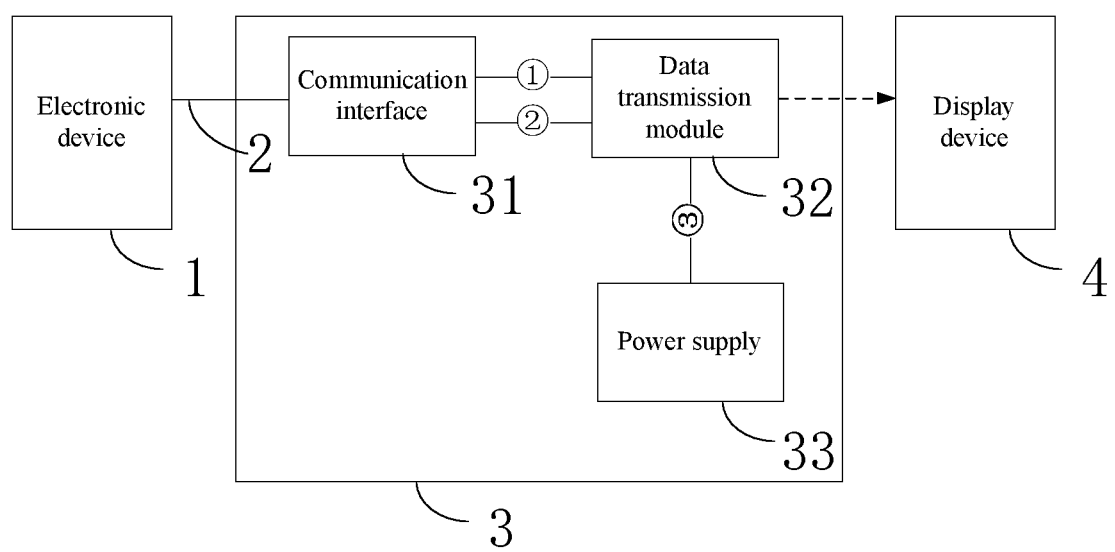 Electronic
device
2
Communication
interface
31
①
②
Data
transmission
module
32
③
Power supply
33
Display
device
1
4
3